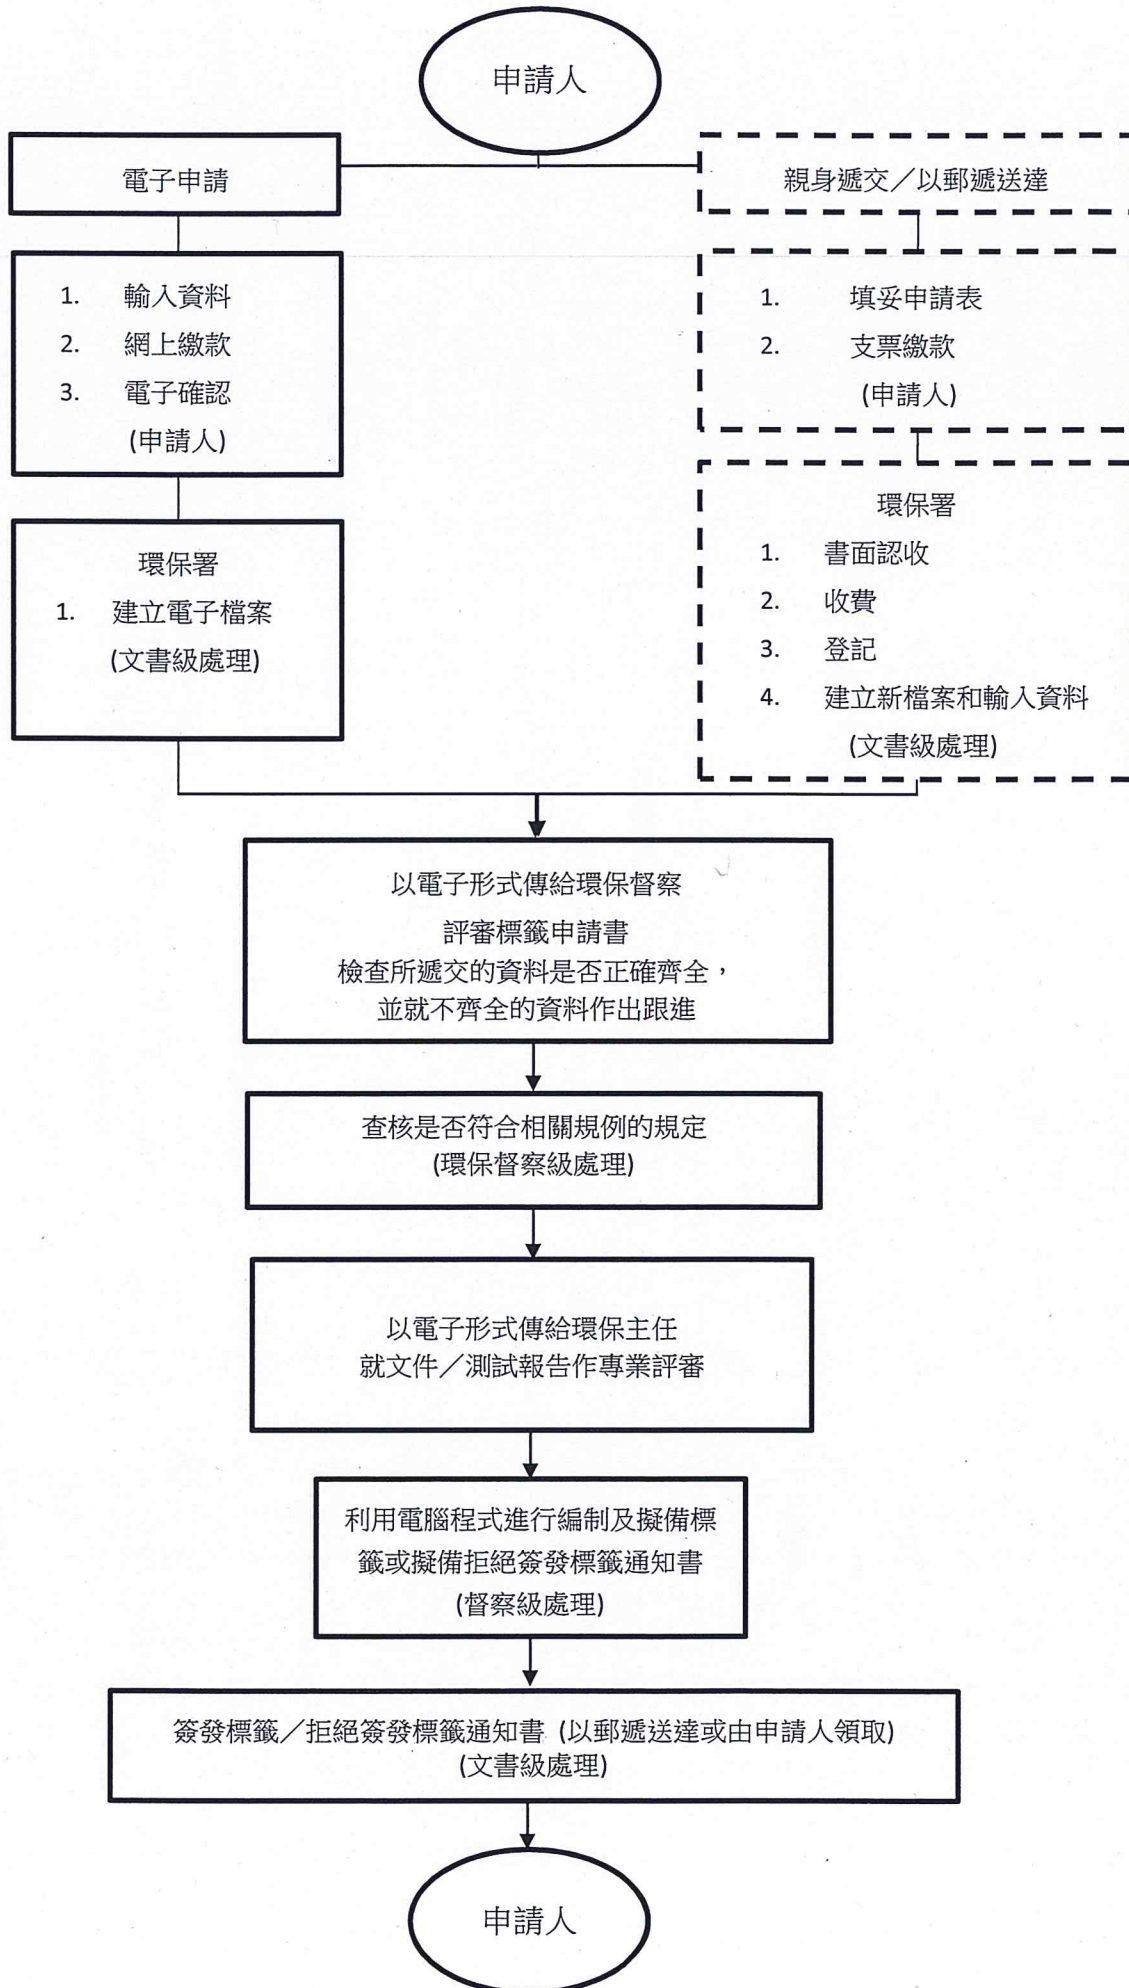 申請人
電子申請
親身遞交／以郵遞送達
1. 輸入資料
2. 網上繳款
3. 電子確認
(申請人)
1. 填妥申請表
2. 支票繳款
(申請人)
環保署
1. 建立電子檔案
(文書級處理)
環保署
1. 書面認收
2. 收費
3. 登記
4. 建立新檔案和輸入資料
(文書級處理)
以電子形式傳給環保督察
評審標籤申請書
檢查所遞交的資料是否正確齊全，
並就不齊全的資料作出跟進
查核是否符合相關規例的規定
(環保督察級處理)
以電子形式傳給環保主任
就文件／測試報告作專業評審
利用電腦程式進行編制及擬備標
籤或擬備拒絕簽發標籤通知書
(督察級處理)
簽發標籤／拒絕簽發標籤通知書 (以郵遞送達或由申請人領取)
(文書級處理)
申請人